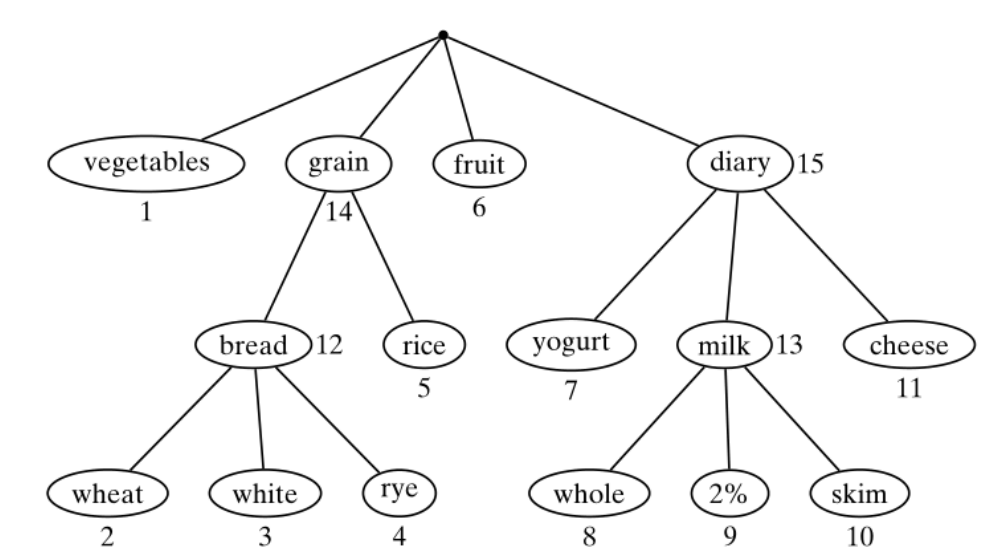 vegetables grain fruit diary 15
1 14 6
bread 12 rice yogurt milk 13 cheese
5 7 11
wheat white rye whole 2% skim
2 3 4 8 9 10